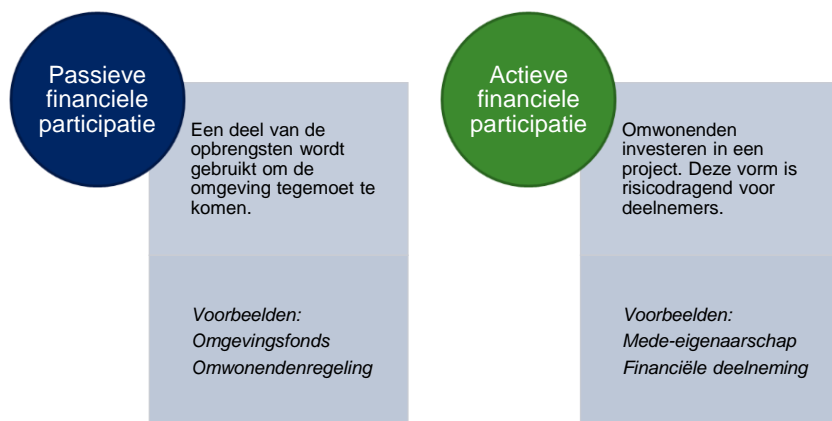 Passieve
financiele
participatie
Een deel van de
opbrengsten wordt
gebruikt om de
omgeving tegemoet te
komen.
Voorbeelden:
Omgevingsfonds
Omwonendenregeling
Actieve
financiele
participatie
Omwonenden
investeren in een
project. Deze vorm is
risicodragend voor
deelnemers.
Voorbeelden:
Mede-eigenaarschap
Financiële deelneming